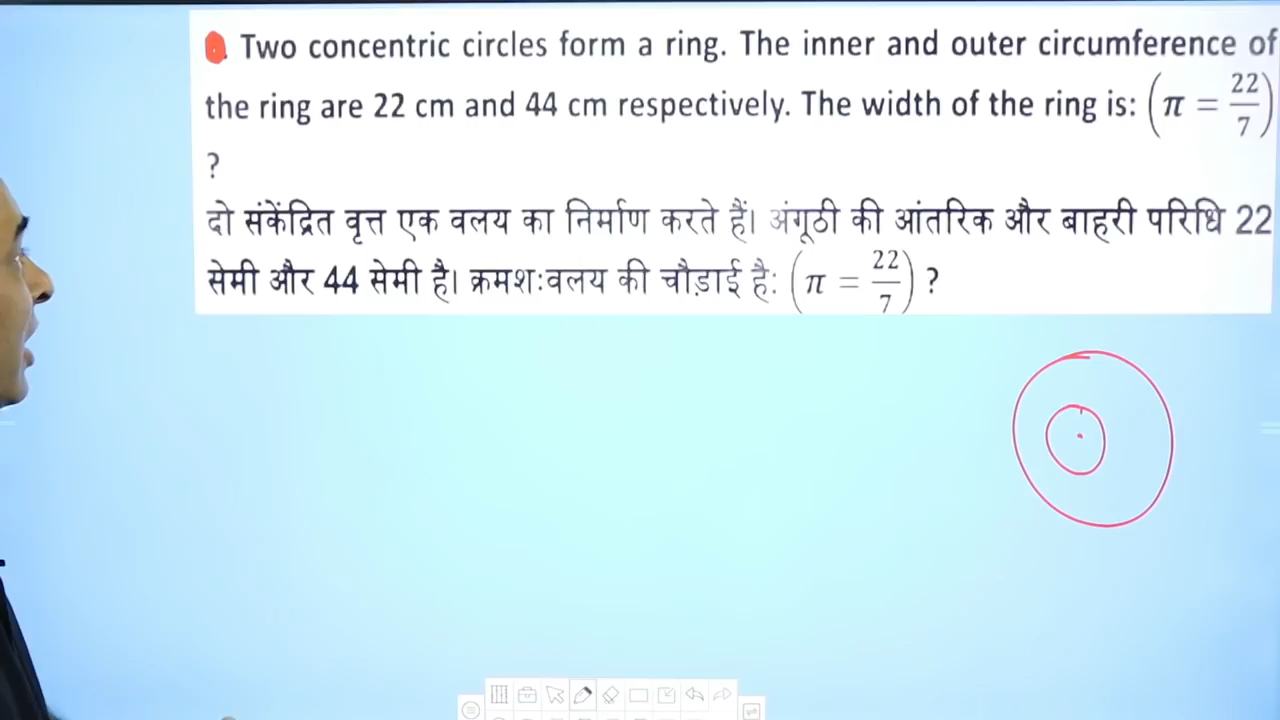 Two concentric circles form a ring. The inner and outer circumference of
the ring are 22 cm and 44 cm respectively. The width of the ring is: (π = 22/7)
?
दो संकेंद्रित वृत्त एक वलय का निर्माण करते हैं। अंगूठी की आंतरिक और बाहरी परिधि 22
सेमी और 44 सेमी है। क्रमशःवलय की चौड़ाई है: (π = 22/7) ?